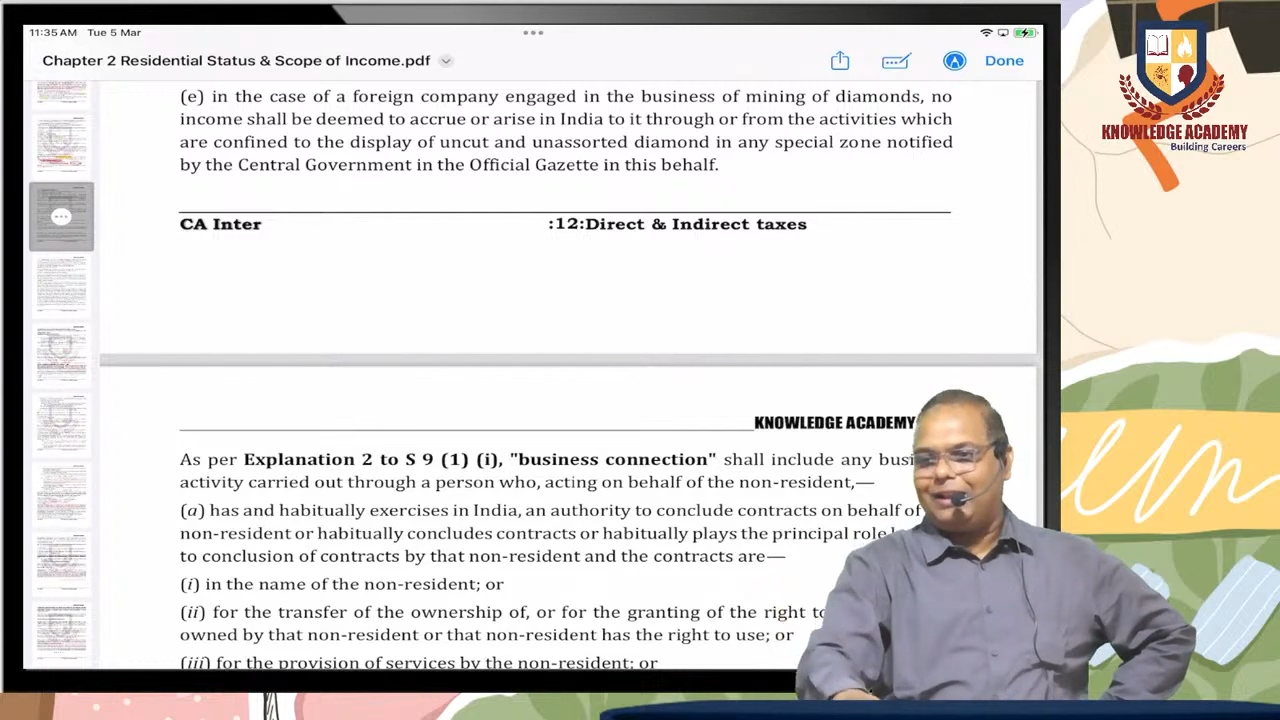 11:35 AM Tue 5 Mar
Chapter 2 Residential Status & Scope of Income.pdf
Done
KNOWLEDGE ACADEMY
Building Careers
(e) in the case of a foreign company engaged in the business of mining of diamonds, no
income shall be deemed to accrue or arise in India to it through or from the activities which
are confined to the display of uncut and unassorted diamond in any special zone notified
by the Central Government in the Official Gazette in this behalf.
CA Inter :12:Direct & Indirect taxes
KNOWLEDGE ACADEMY
As per Explanation 2 to S 9 (1) (i) "business connection" shall include any busi
activity carried out through a person who, acting on behalf of the non-resident,—
(a) has and habitually exercises in India, an authority to conclude contracts on behalf of
non-resident or habitually concludes contracts or habitually plays the principal role
to conclusion of contracts by that non-resident and the contracts are
(i) in the name of the non-resident; or
(ii) for the transfer of the ownership of, or for the granting of the right to
owned by that non-resident or that non-resident has the right to use; or
(iii) for the provision of services by the non-resident; or